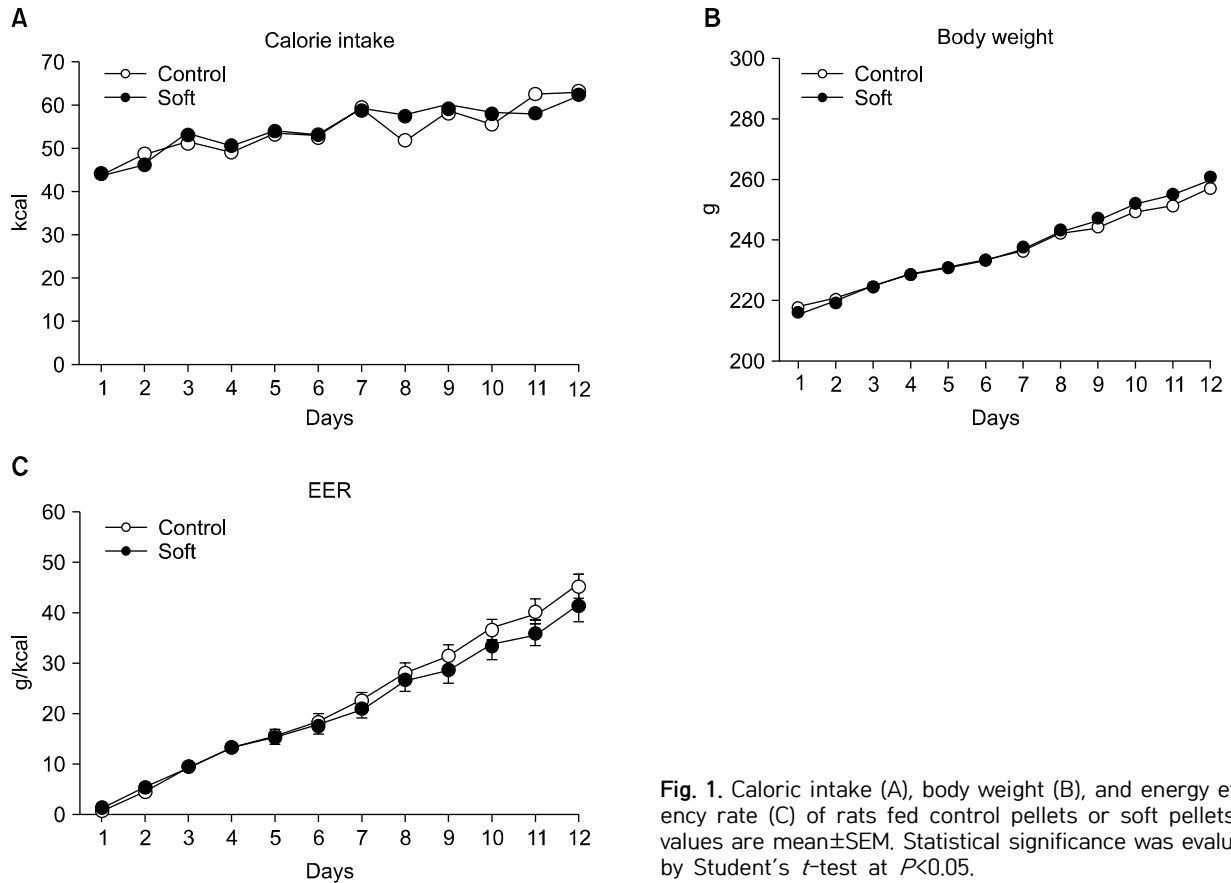 A
Calorie intake
70
60
50
40
30
20
10
0
kcal
Control
Soft
1 2 3 4 5 6 7 8 9 10 11 12
Days
B
Body weight
300
280
260
240
220
200
g
Control
Soft
1 2 3 4 5 6 7 8 9 10 11 12
Days
C
EER
60
50
40
30
20
10
0
g/kcal
Control
Soft
1 2 3 4 5 6 7 8 9 10 11 12
Days
Fig. 1. Caloric intake (A), body weight (B), and energy e
ency rate (C) of rats fed control pellets or soft pellets
values are mean±SEM. Statistical significance was evalu
by Student's t-test at P<0.05.